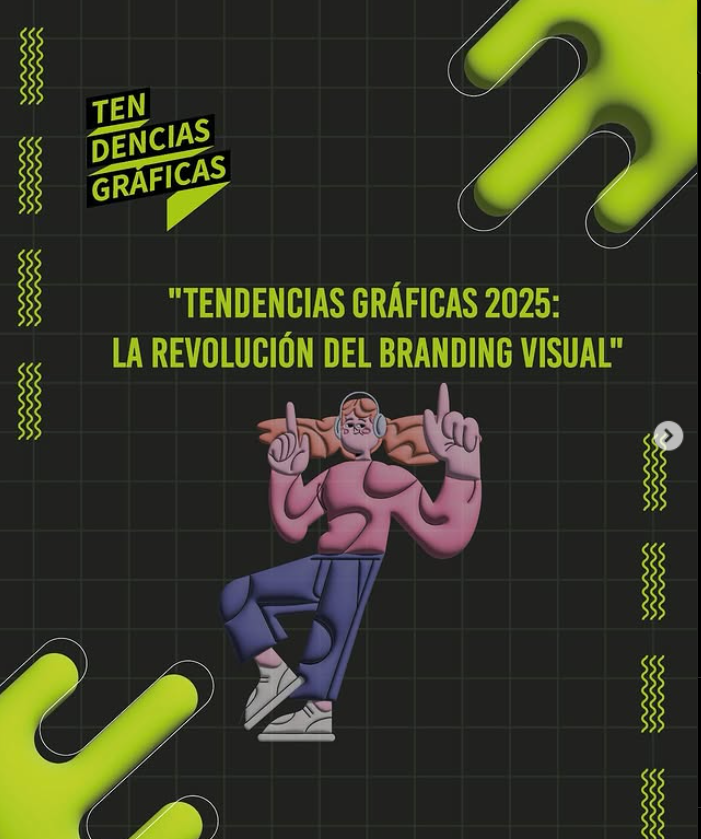 TEN
DENCIAS
GRÁFICAS
"TENDENCIAS GRÁFICAS 2025:
LA REVOLUCIÓN DEL BRANDING VISUAL"